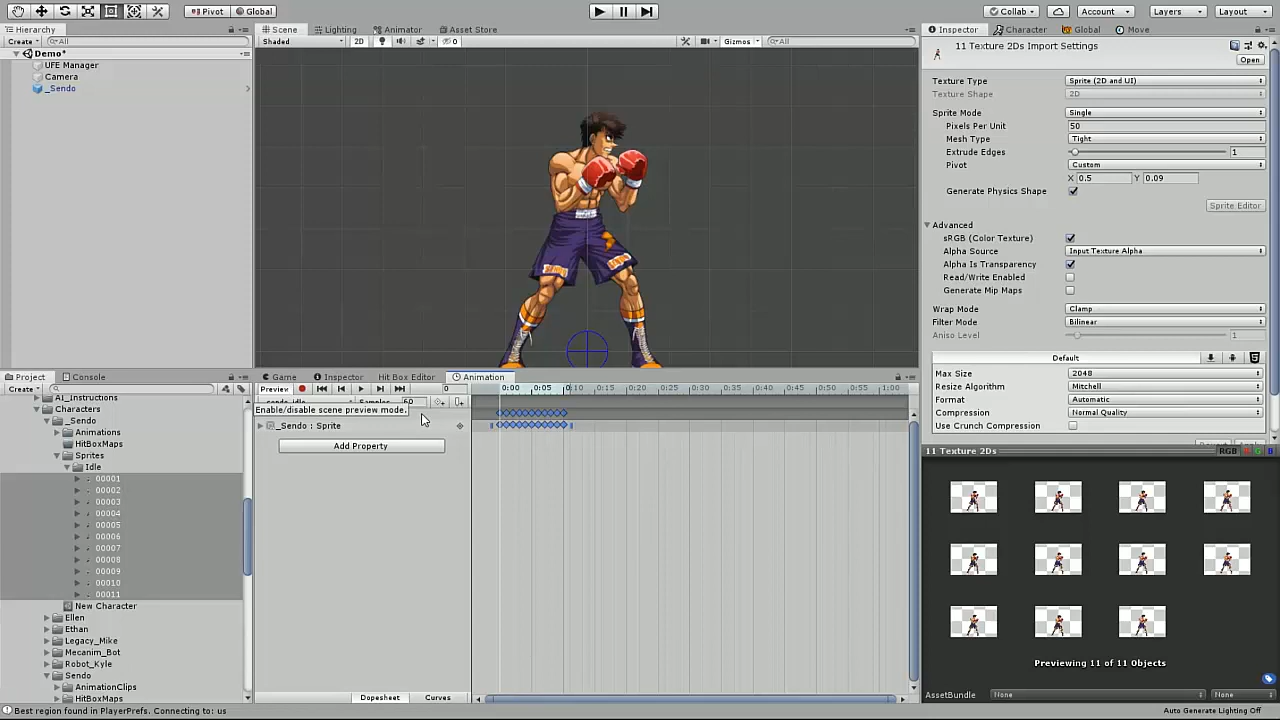 Pivot Global Collab Account Layers Layout
Hierarchy Scene Lighting Animator Asset Store Inspector Character Global Move
Create All Shaded 2D 0 Gizmos All
11 Texture 2Ds Import Settings
Open
Demo*
UFE Manager
Camera
_Sendo
Texture Type Sprite (2D and UI)
Texture Shape 2D
Sprite Mode Single
Pixels Per Unit 50
Mesh Type Tight
Extrude Edges 1
Pivot Custom
X 0.5 Y 0.09
Generate Physics Shape
Sprite Editor
Advanced
sRGB (Color Texture)
Alpha Source Input Texture Alpha
Alpha Is Transparency
Read/Write Enabled
Generate Mip Maps
Wrap Mode Clamp
Filter Mode Bilinear
Aniso Level 1
Default
Max Size 2048
Resize Algorithm Mitchell
Format Automatic
Compression Normal Quality
Use Crunch Compression
11 Texture 2Ds RGB R G B
Previewing 11 of 11 Objects
AssetBundle None None
Auto Generate Lighting Off
Project Console
Create
AI_Instructions
Characters
_Sendo
Animations
HitBoxMaps
Sprites
Idle
00001
00002
00003
00004
00005
00006
00007
00008
00009
00010
00011
New Character
Ellen
Ethan
Legacy_Mike
Mecanim_Bot
Robot_Kyle
Sendo
AnimationClips
HitBoxMaps
Game Inspector Hit Box Editor Animation
Preview 0 0:00 0:05 0:10 0:15 0:20 0:25 0:30 0:35 0:40 0:45 0:50 0:55 1:00
Samples 60
Enable/disable scene preview mode.
_Sendo : Sprite
Add Property
Dopesheet Curves
Best region found in PlayerPrefs. Connecting to: us